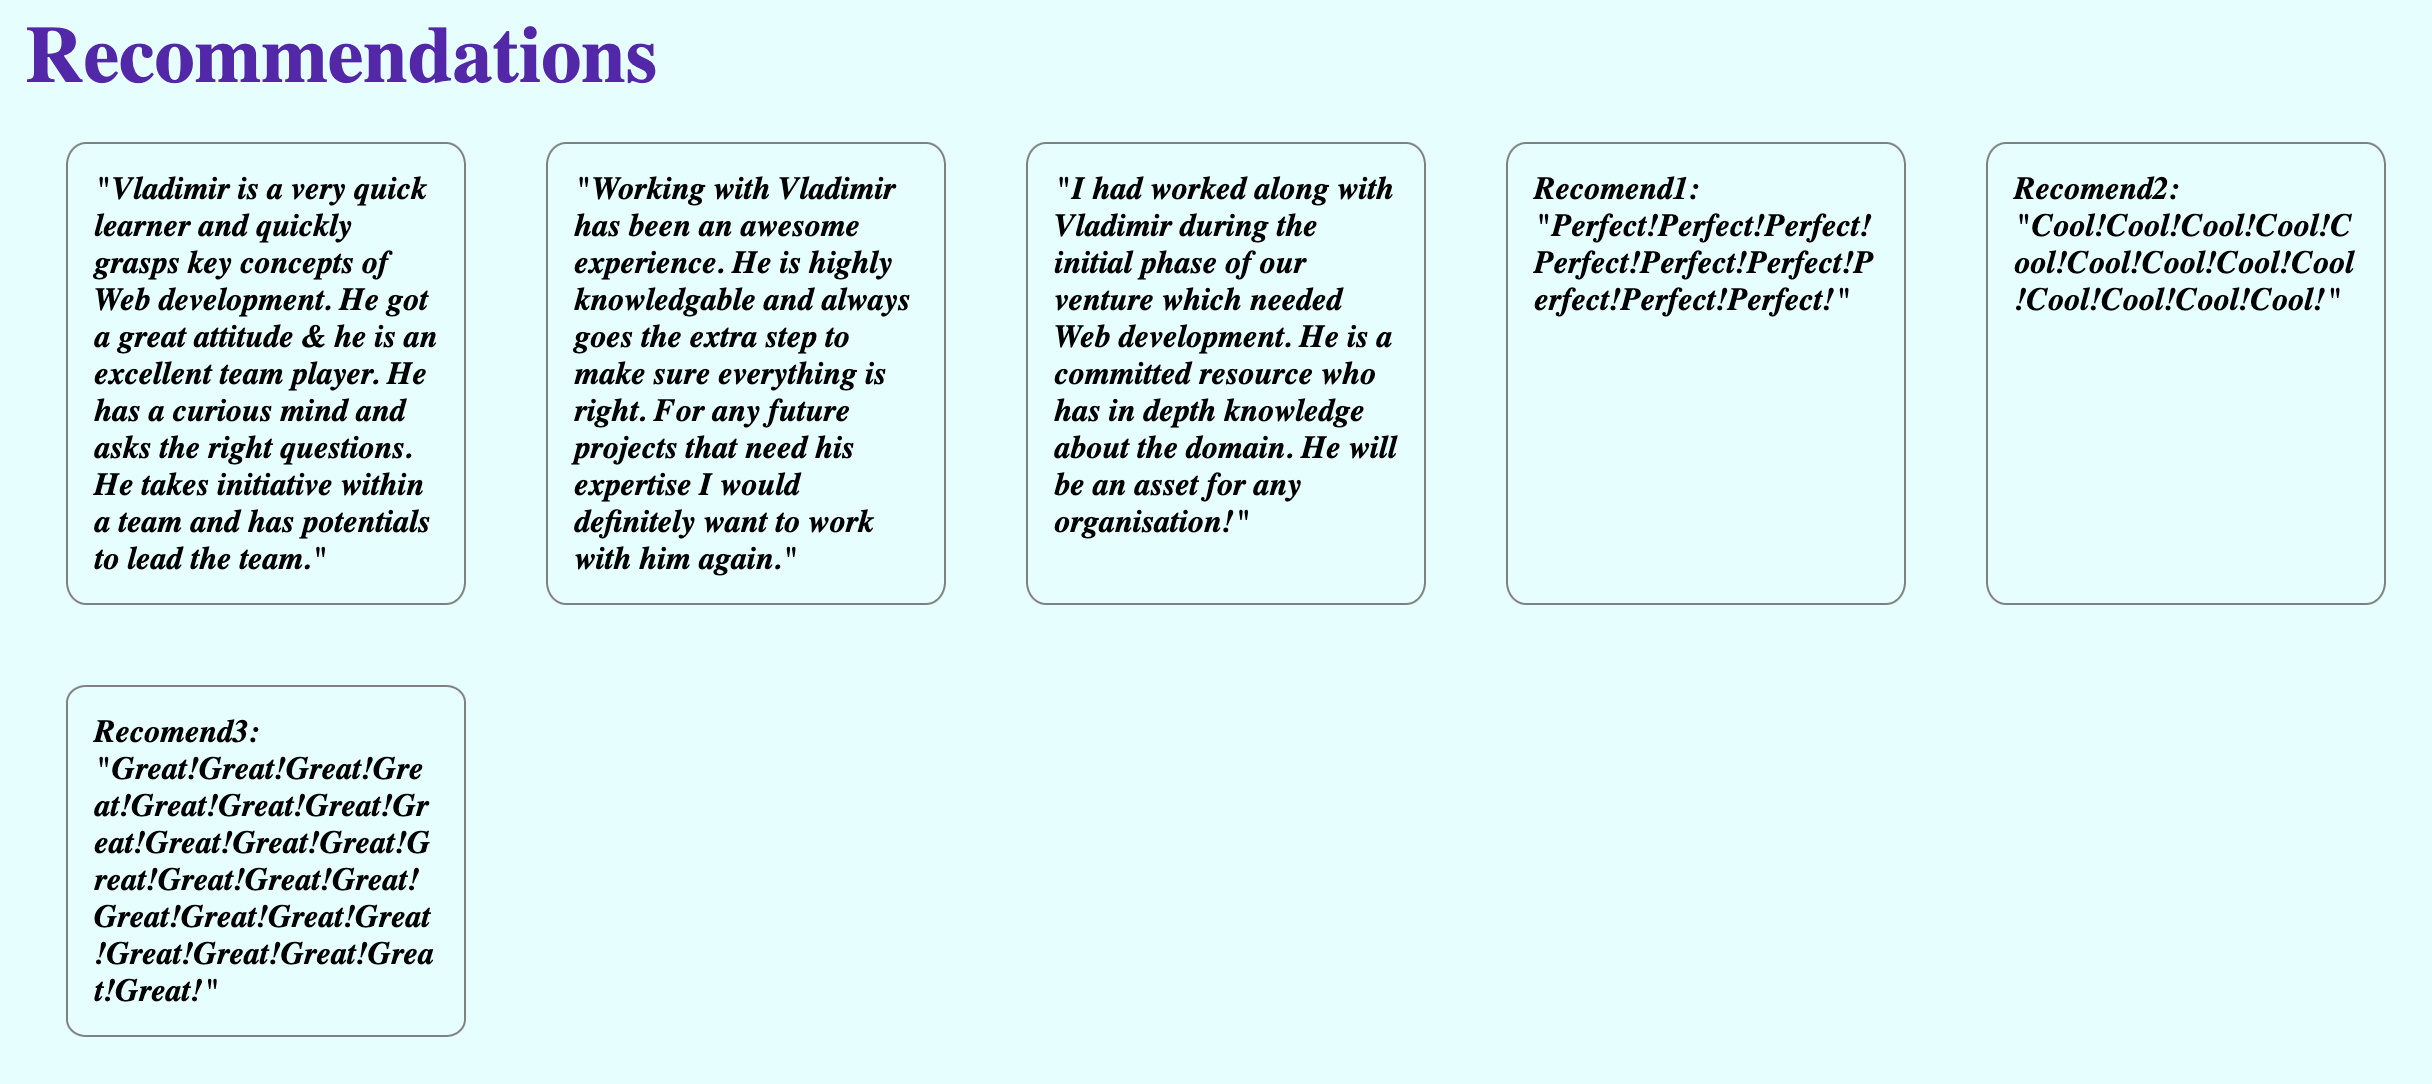 Recommendations
"Vladimir is a very quick
learner and quickly
grasps key concepts of
Web development. He got
a great attitude & he is an
excellent team player. He
has a curious mind and
asks the right questions.
He takes initiative within
a team and has potentials
to lead the team."
"Working with Vladimir
has been an awesome
experience. He is highly
knowledgable and always
goes the extra step to
make sure everything is
right. For any future
projects that need his
expertise I would
definitely want to work
with him again."
"I had worked along with
Vladimir during the
initial phase of our
venture which needed
Web development. He is a
committed resource who
has in depth knowledge
about the domain. He will
be an asset for any
organisation!"
Recomend1:
"Perfect!Perfect!Perfect!
Perfect!Perfect!Perfect!P
erfect!Perfect!Perfect!"
Recomend2:
"Cool!Cool!Cool!Cool!C
ool!Cool!Cool!Cool!Cool
!Cool!Cool!Cool!Cool!"
Recomend3:
"Great!Great!Great!Gre
at!Great!Great!Great!Gr
eat!Great!Great!Great!G
reat!Great!Great!Great!
Great!Great!Great!Great
!Great!Great!Great!Grea
t!Great!"